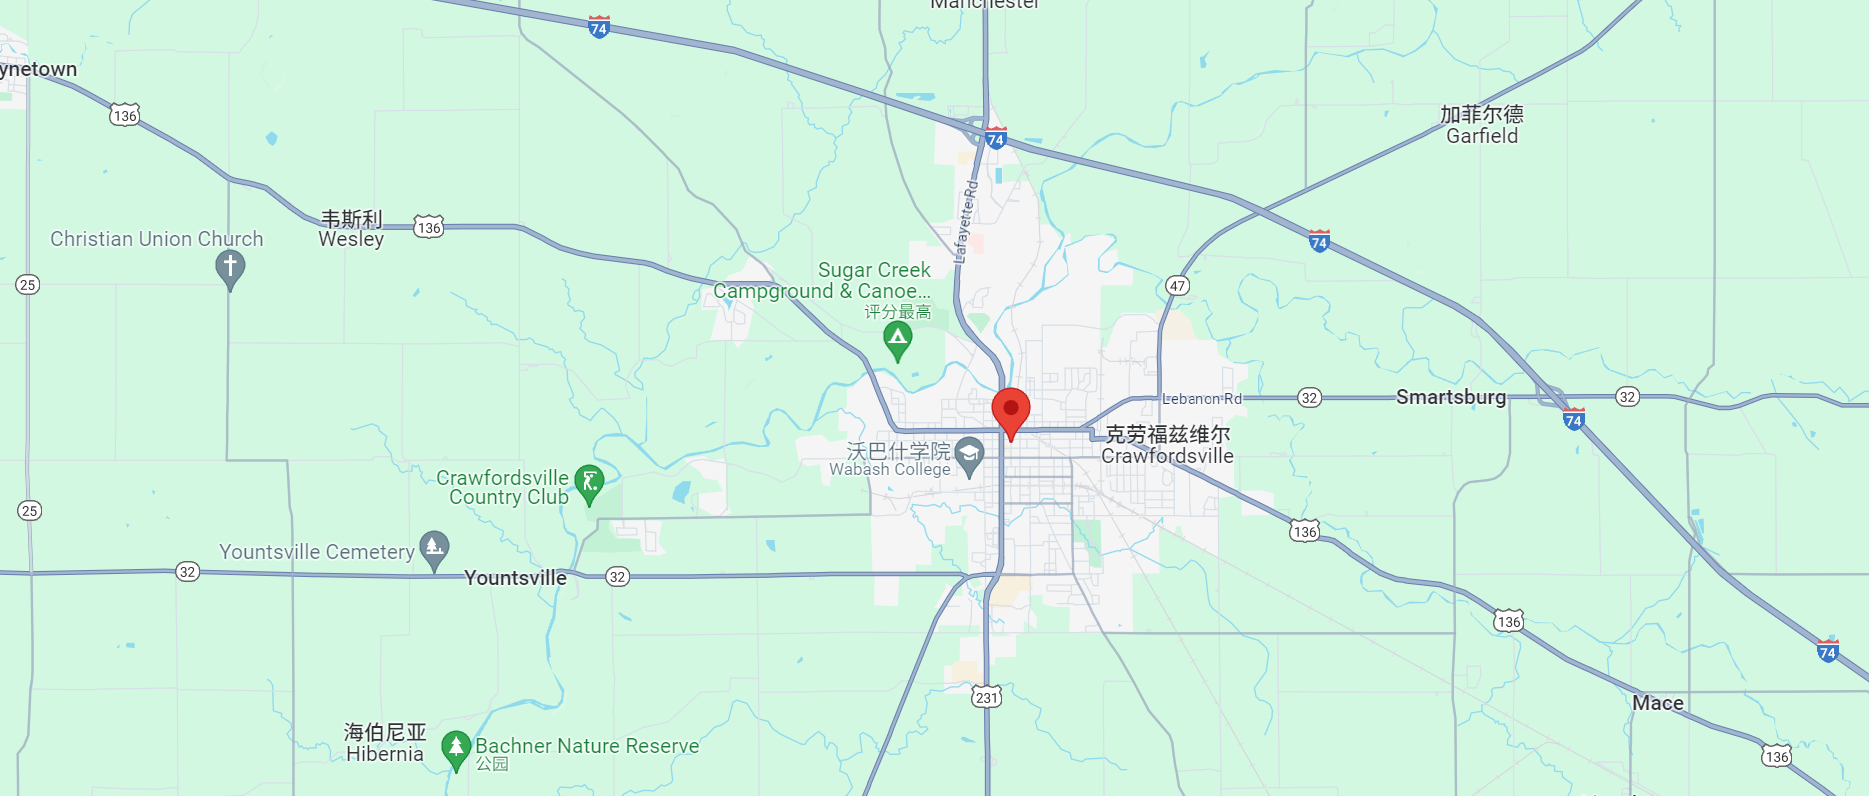 Manchester
74
ynetown
136
74
加菲尔德
Garfield
韦斯利
Wesley
136
Christian Union Church
Lafayette Rd
74
25
47
Sugar Creek
Campground & Canoe...
评分最高
32
Smartsburg
32
Lebanon Rd
74
克劳福兹维尔
Crawfordsville
沃巴什学院
Wabash College
Crawfordsville
Country Club
25
136
Yountsville Cemetery
32
Yountsville
32
136
74
231
Mace
海伯尼亚
Hibernia
Bachner Nature Reserve
公园
136